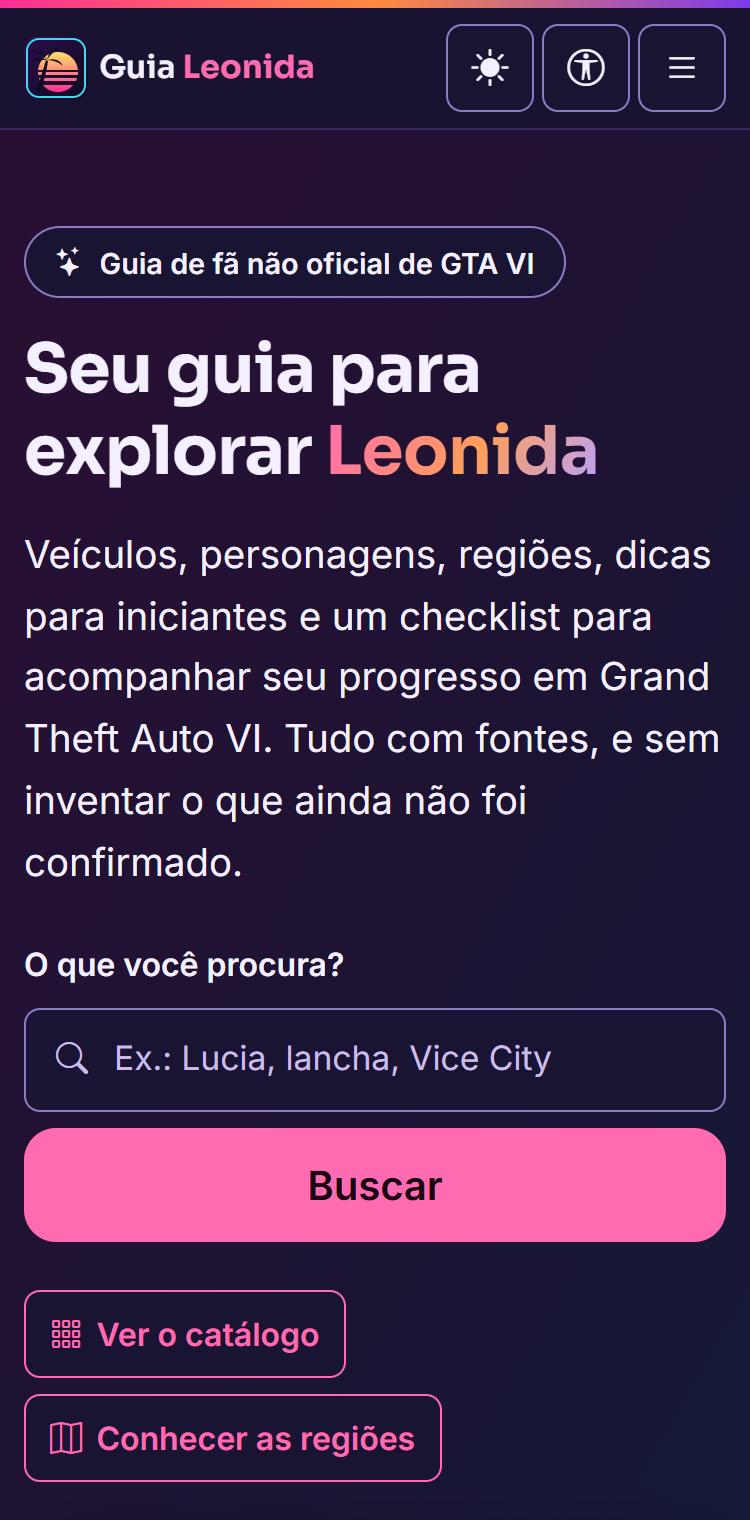 Guia Leonida
Guia de fã não oficial de GTA VI
Seu guia para
explorar Leonida
Veículos, personagens, regiões, dicas
para iniciantes e um checklist para
acompanhar seu progresso em Grand
Theft Auto VI. Tudo com fontes, e sem
inventar o que ainda não foi
confirmado.
O que você procura?
Ex.: Lucia, lancha, Vice City
Buscar
Ver o catálogo
Conhecer as regiões